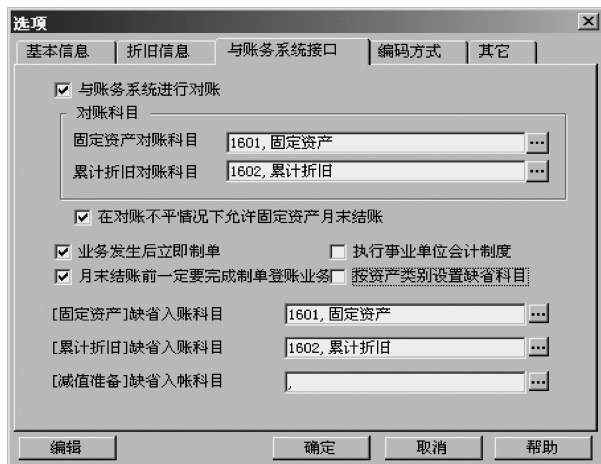 选项
基本信息 折旧信息 与账务系统接口 编码方式 其它
与账务系统进行对账
对账科目
固定资产对账科目 1601, 固定资产
累计折旧对账科目 1602, 累计折旧
在对账不平情况下允许固定资产月末结账
业务发生后立即制单 执行事业单位会计制度
月末结账前一定要完成制单登账业务 按资产类别设置缺省科目
[固定资产]缺省入账科目 1601, 固定资产
[累计折旧]缺省入账科目 1602, 累计折旧
[减值准备]缺省入帐科目 ,
编辑 确定 取消 帮助